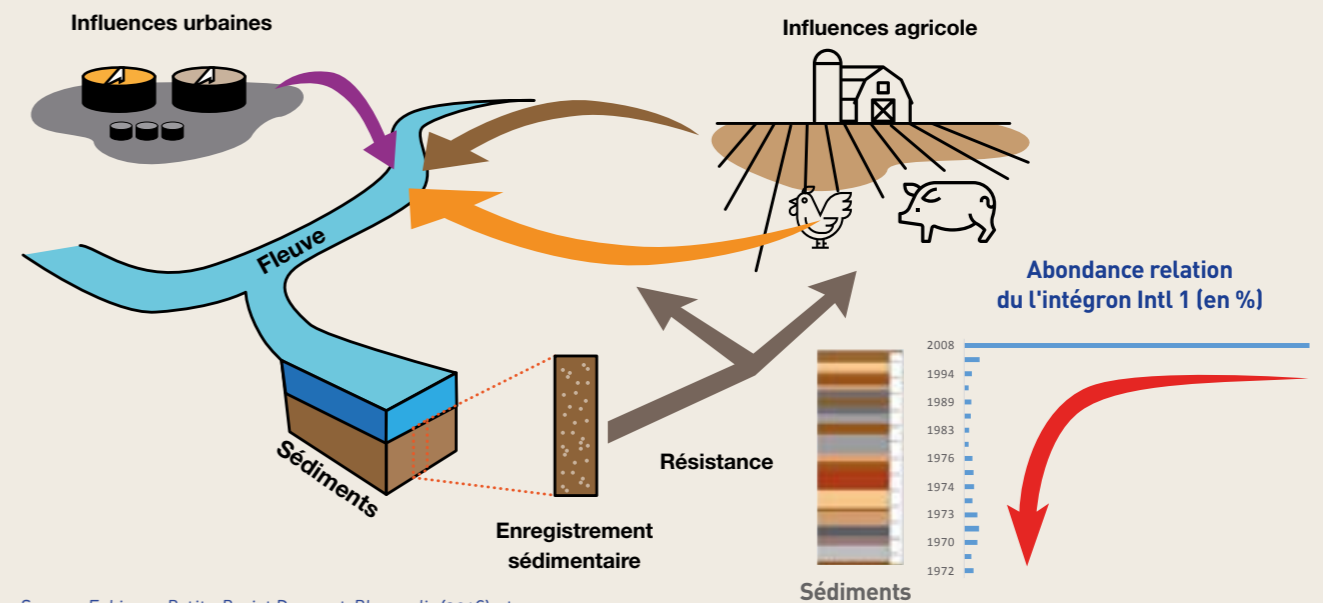 Influences urbaines
Influences agricole
Fleuve
Sédiments
Enregistrement
sédimentaire
Résistance
Abondance relation
du l'intégron Intl 1 (en %)
2008
1994
1989
1983
1976
1974
1973
1970
1972
Sédiments